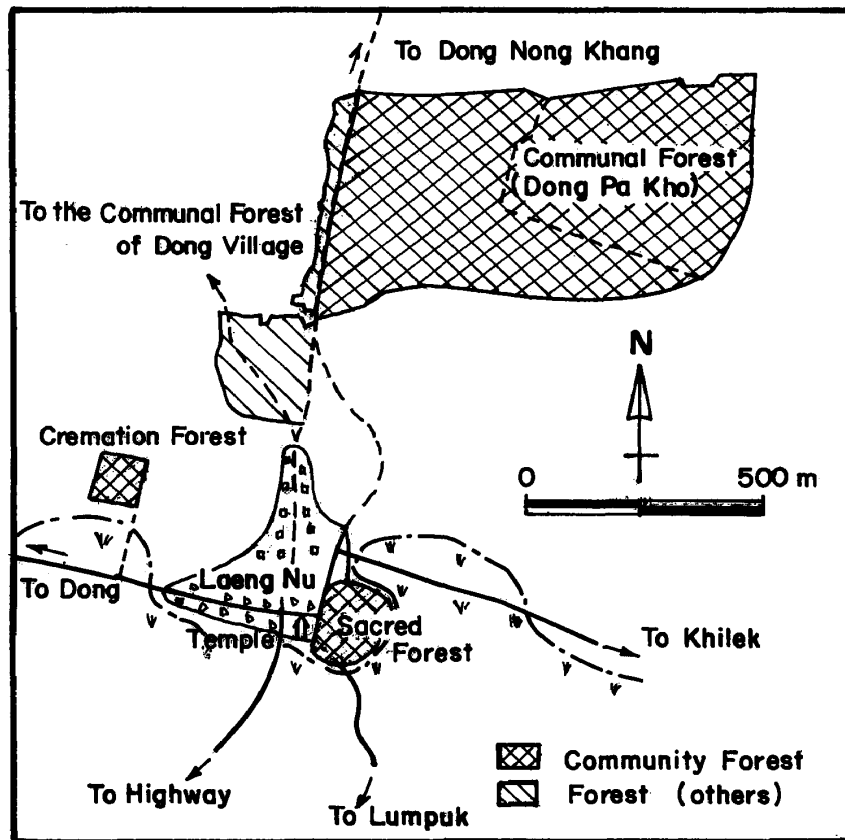 To Dong Nong Khang
Communal Forest
(Dong Pa Kho)
To the Communal Forest
of Dong Village
N
Cremation Forest
0 500 m
Laeng Nu
To Dong
Temple
Sacred
Forest
To Khilek
Community Forest
Forest (others)
To Highway
To Lumpuk